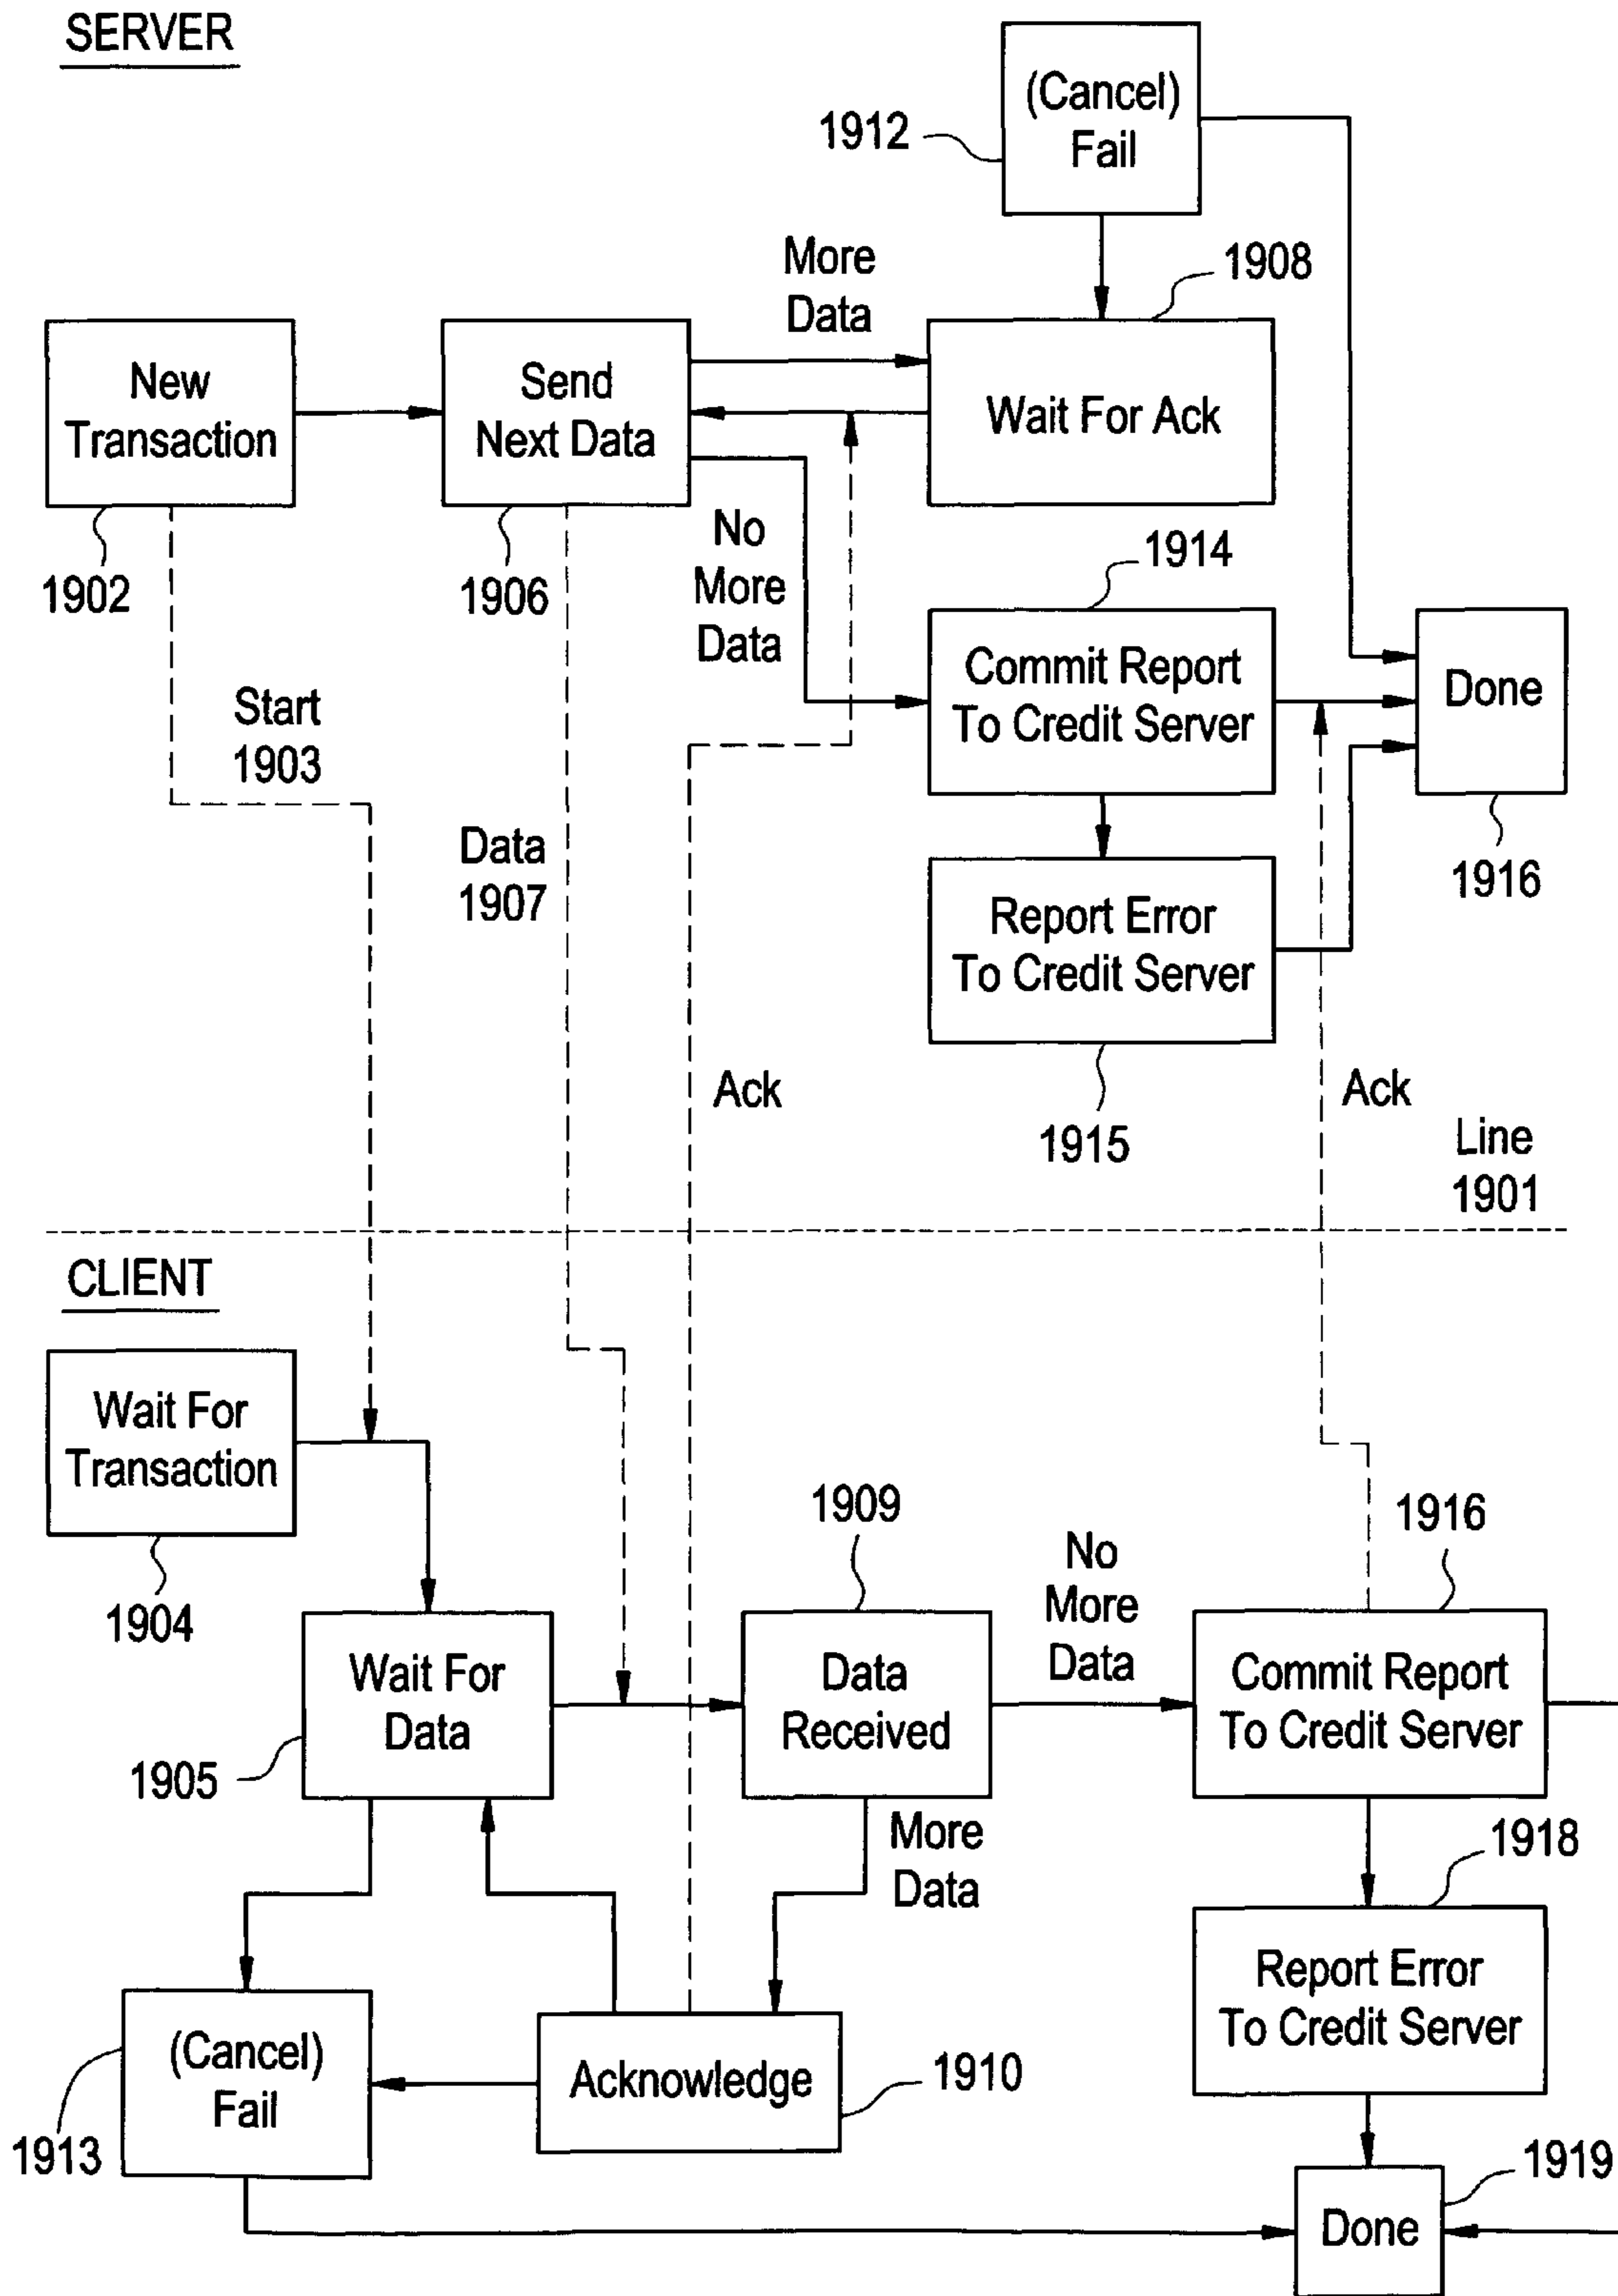 SERVER
(Cancel)
Fail
1912
More
Data
1908
New
Transaction
Send
Next Data
Wait For Ack
1902
1906
No
More
Data
1914
Commit Report
To Credit Server
Done
1916
Start
1903
Data
1907
Report Error
To Credit Server
1915
Ack
Ack
Line
1901
CLIENT
Wait For
Transaction
1904
1909
1916
No
More
Data
Wait For
Data
1905
Data
Received
Commit Report
To Credit Server
More
Data
1918
Report Error
To Credit Server
(Cancel)
Fail
1913
Acknowledge
1910
1919
Done